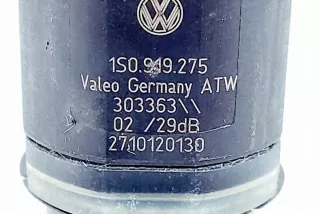 1S0.919.275
Valeo Germany ATW
303363\\
02 /29dB
2710120130